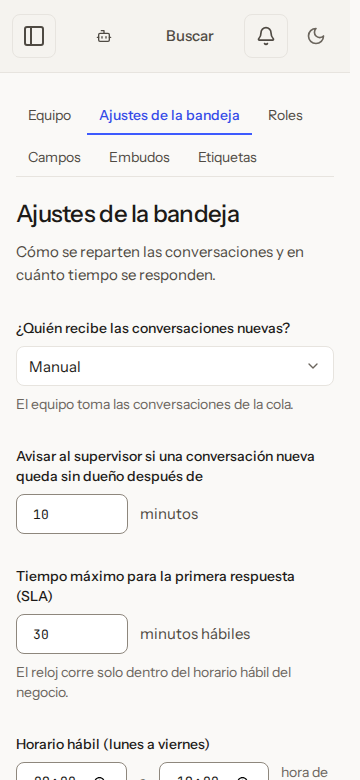 Buscar
Equipo
Ajustes de la bandeja
Roles
Campos
Embudos
Etiquetas
Ajustes de la bandeja
Cómo se reparten las conversaciones y en
cuánto tiempo se responden.
¿Quién recibe las conversaciones nuevas?
Manual
El equipo toma las conversaciones de la cola.
Avisar al supervisor si una conversación nueva
queda sin dueño después de
10 minutos
Tiempo máximo para la primera respuesta
(SLA)
30 minutos hábiles
El reloj corre solo dentro del horario hábil del
negocio.
Horario hábil (lunes a viernes)
hora de